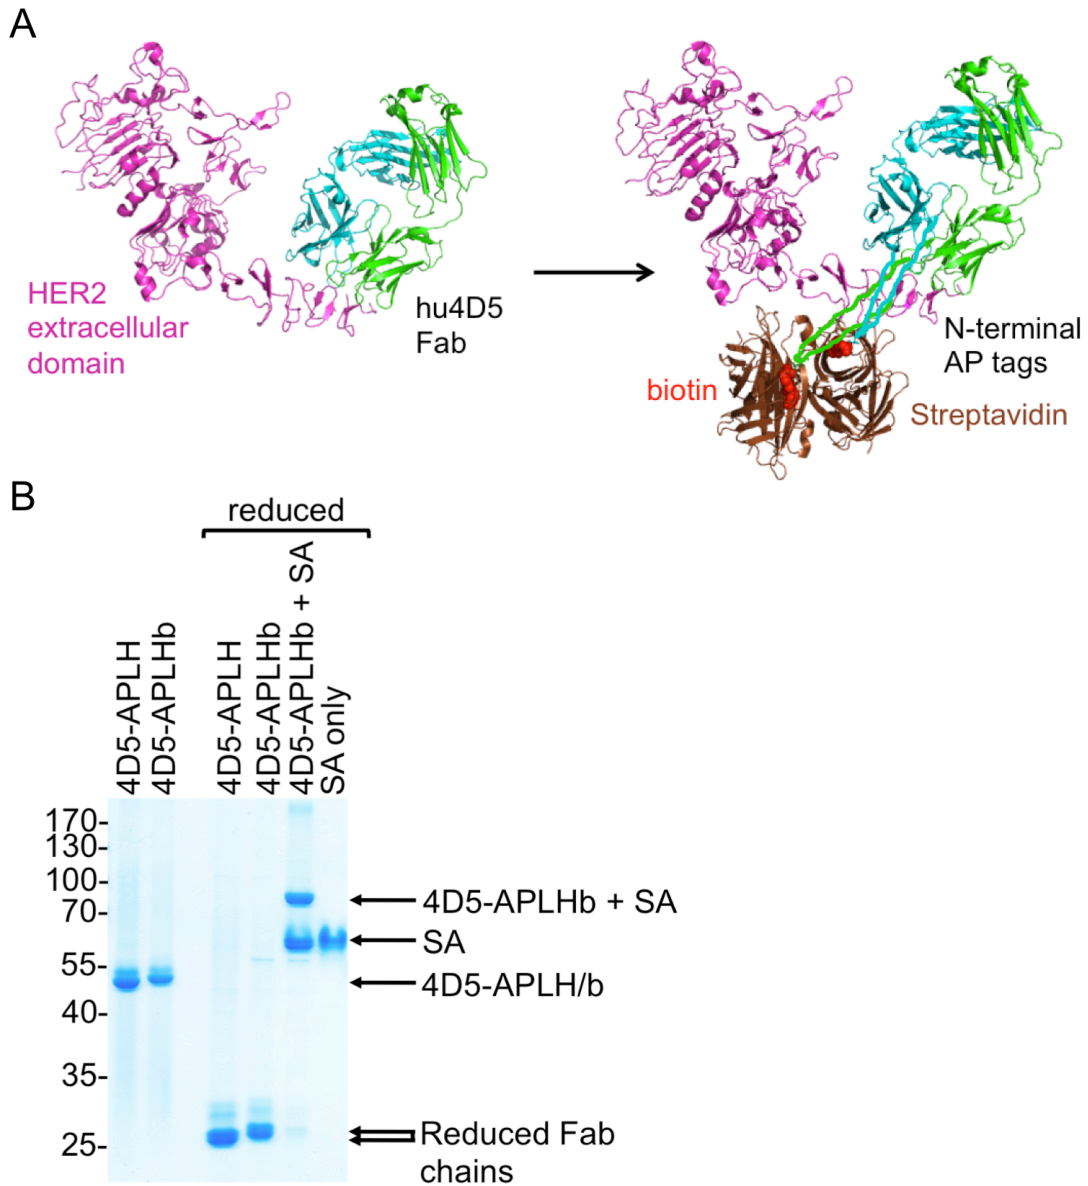 A
HER2
extracellular
domain
hu4D5
Fab
biotin
N-terminal
AP tags
Streptavidin
B
reduced
4D5-APLH
4D5-APLHb
4D5-APLH
4D5-APLHb
4D5-APLHb + SA
SA only
170-
130-
100-
70-
55-
40-
35-
25-
4D5-APLHb + SA
SA
4D5-APLH/b
Reduced Fab
chains